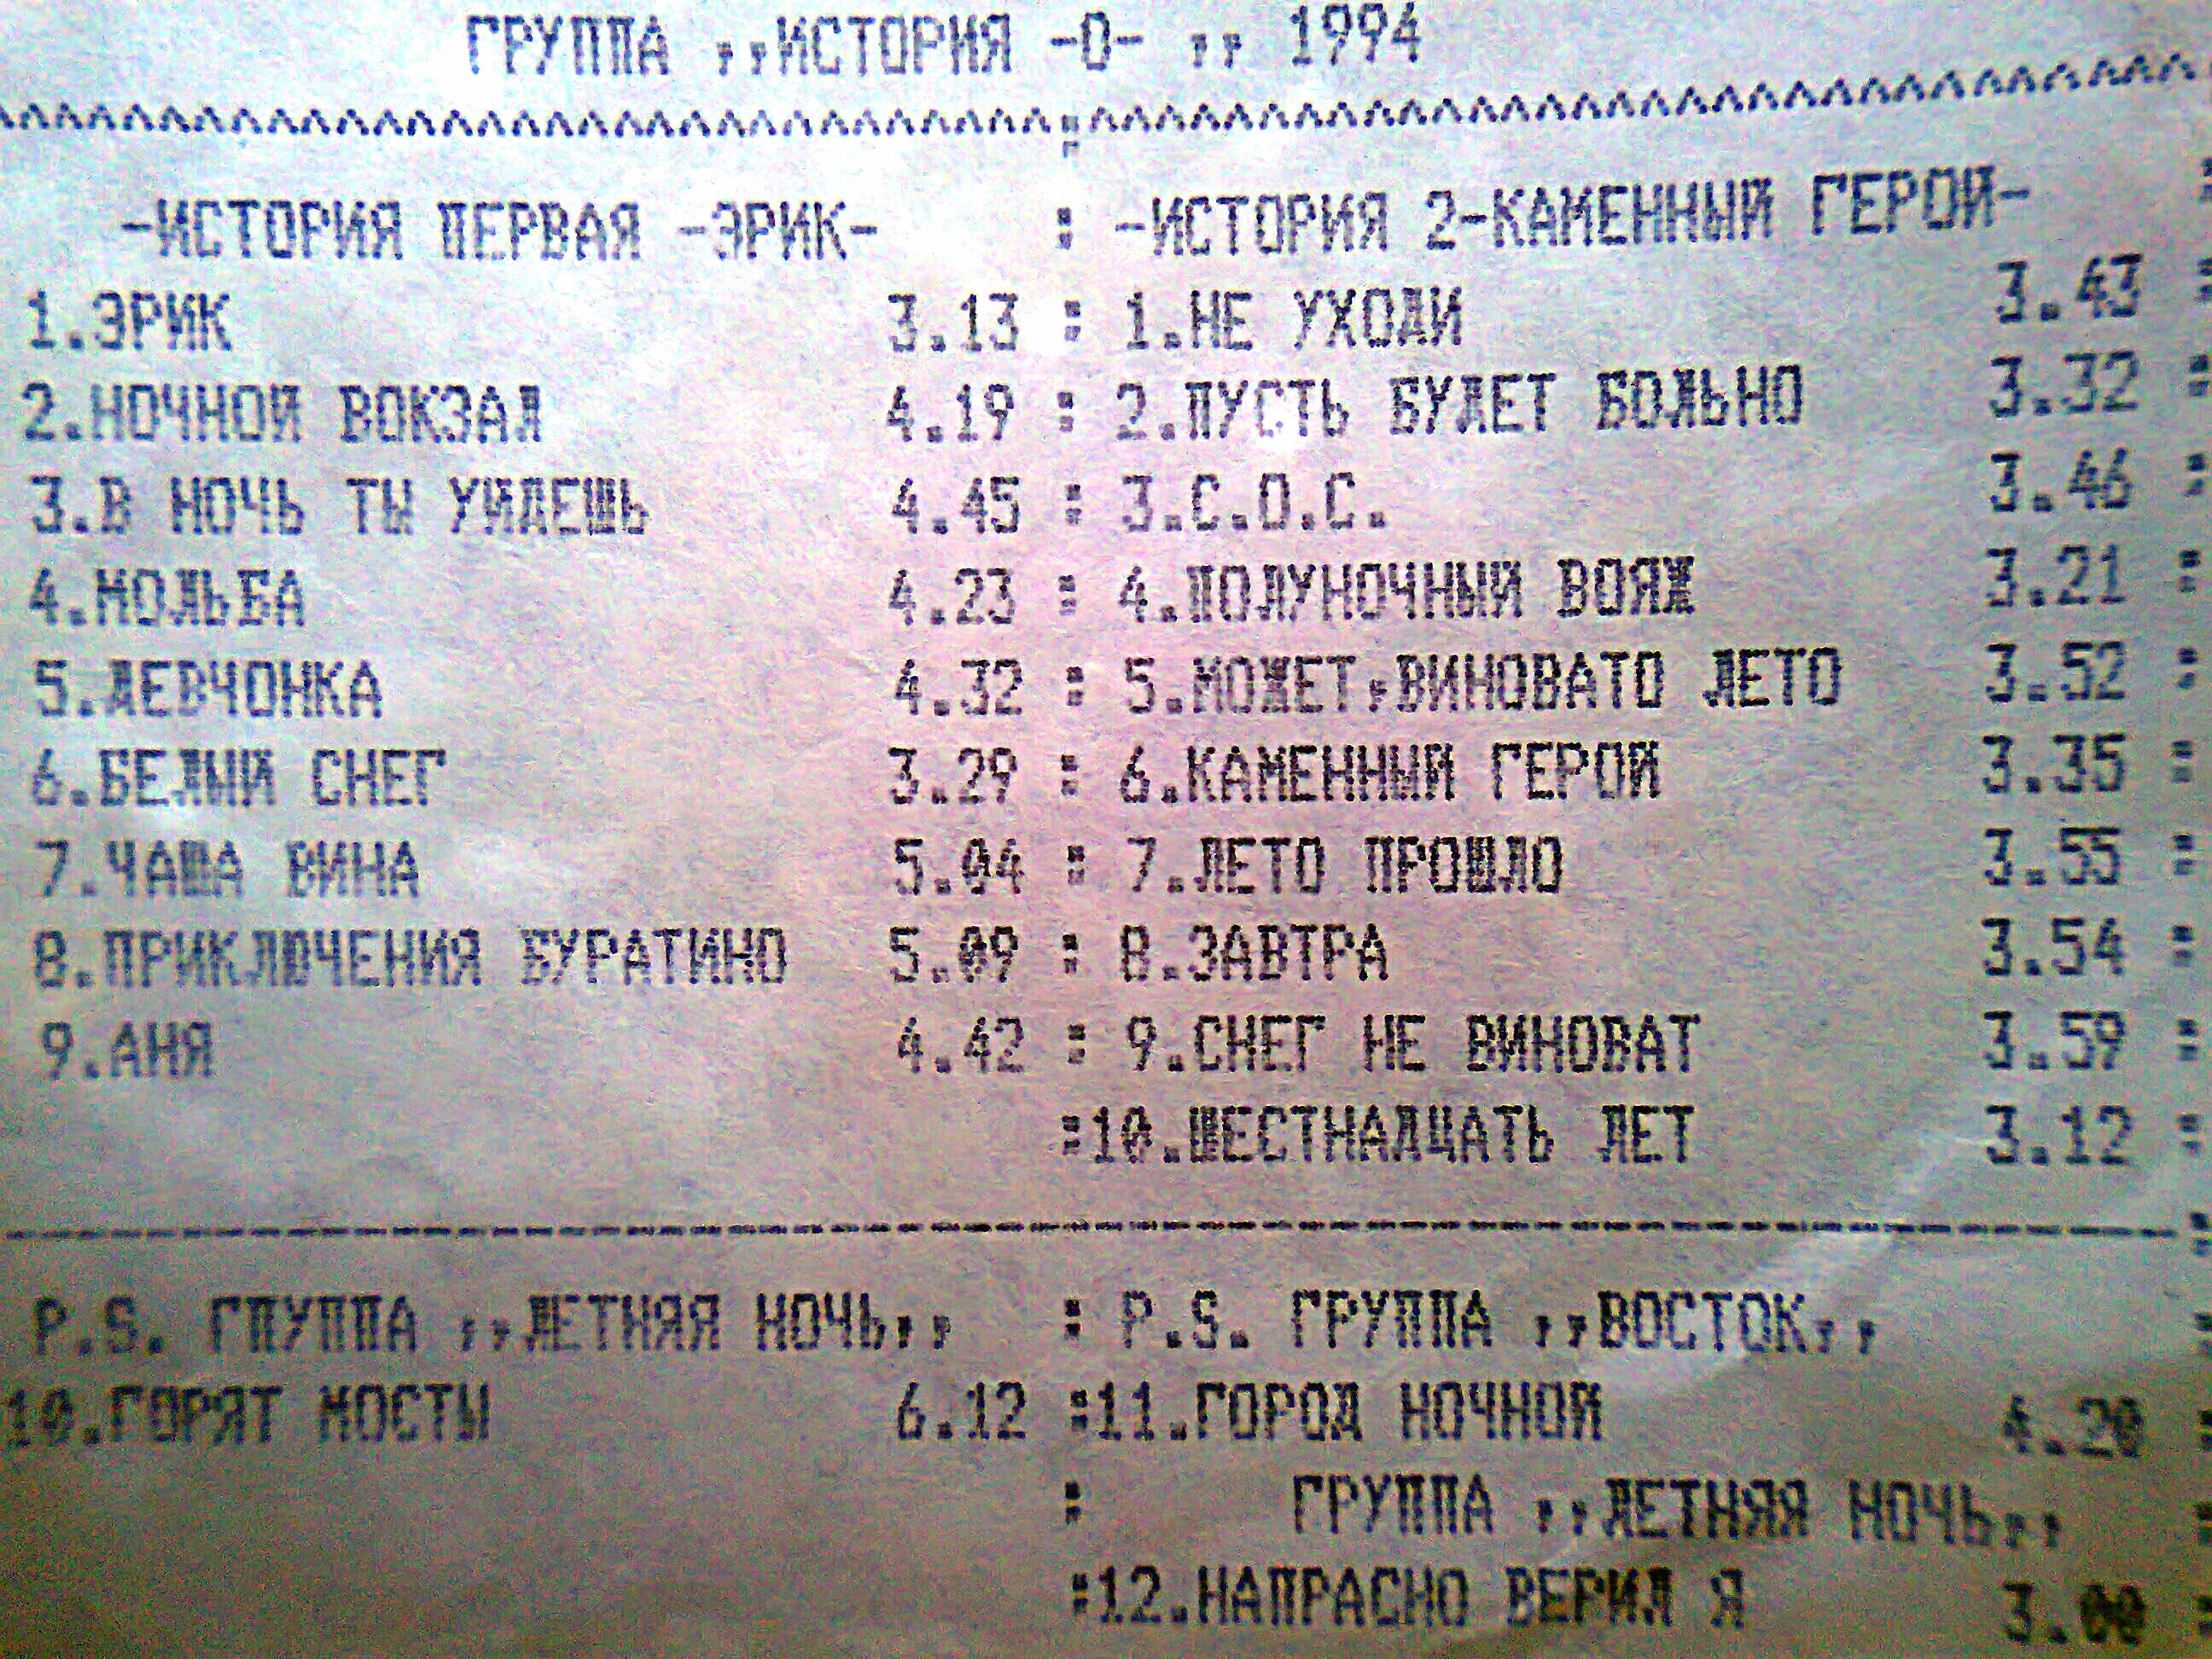 ГРУППА ,,ИСТОРИЯ -О- ,, 1994
-ИСТОРИЯ ПЕРВАЯ -ЭРИК-
1.ЭРИК 3.13
2.НОЧНОЙ ВОКЗАЛ 4.19
3.В НОЧЬ ТЫ УЙДЕШЬ 4.45
4.МОЛЬБА 4.23
5.ДЕВЧОНКА 4.32
6.БЕЛЫЙ СНЕГ 3.29
7.ЧАША ВИНА 5.04
8.ПРИКЛЮЧЕНИЯ БУРАТИНО 5.09
9.АНЯ 4.42
P.S. ГПУППА ,,ЛЕТНЯЯ НОЧЬ,,
10.ГОРЯТ МОСТЫ 6.12
: -ИСТОРИЯ 2-КАМЕННЫЙ ГЕРОЙ-
: 1.НЕ УХОДИ 3.43 :
: 2.ПУСТЬ БУДЕТ БОЛЬНО 3.32 :
: 3.С.О.С. 3.46 :
: 4.ПОЛУНОЧНЫЙ ВОЯЖ 3.21 :
: 5.МОЖЕТ,ВИНОВАТО ЛЕТО 3.52 :
: 6.КАМЕННЫЙ ГЕРОЙ 3.35 :
: 7.ЛЕТО ПРОШЛО 3.55 :
: 8.ЗАВТРА 3.54 :
: 9.СНЕГ НЕ ВИНОВАТ 3.59 :
:10.ШЕСТНАДЦАТЬ ЛЕТ 3.12 :
: P.S. ГРУППА ,,ВОСТОК,,
:11.ГОРОД НОЧНОЙ 4.20 :
: ГРУППА ,,ЛЕТНЯЯ НОЧЬ,,
:12.НАПРАСНО ВЕРИЛ Я 3.00 :